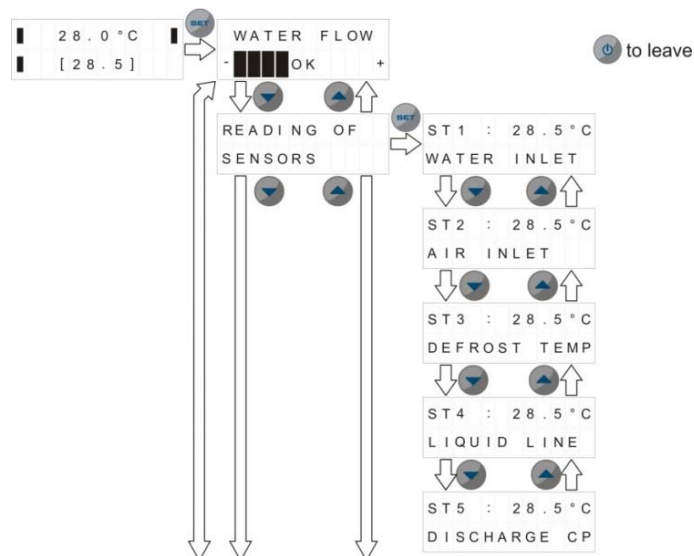 28.0°C
[28.5]
SET
WATER FLOW
- OK +
to leave
READING OF
SENSORS
SET
ST1 : 28.5°C
WATER INLET
ST2 : 28.5°C
AIR INLET
ST3 : 28.5°C
DEFROST TEMP
ST4 : 28.5°C
LIQUID LINE
ST5 : 28.5°C
DISCHARGE CP